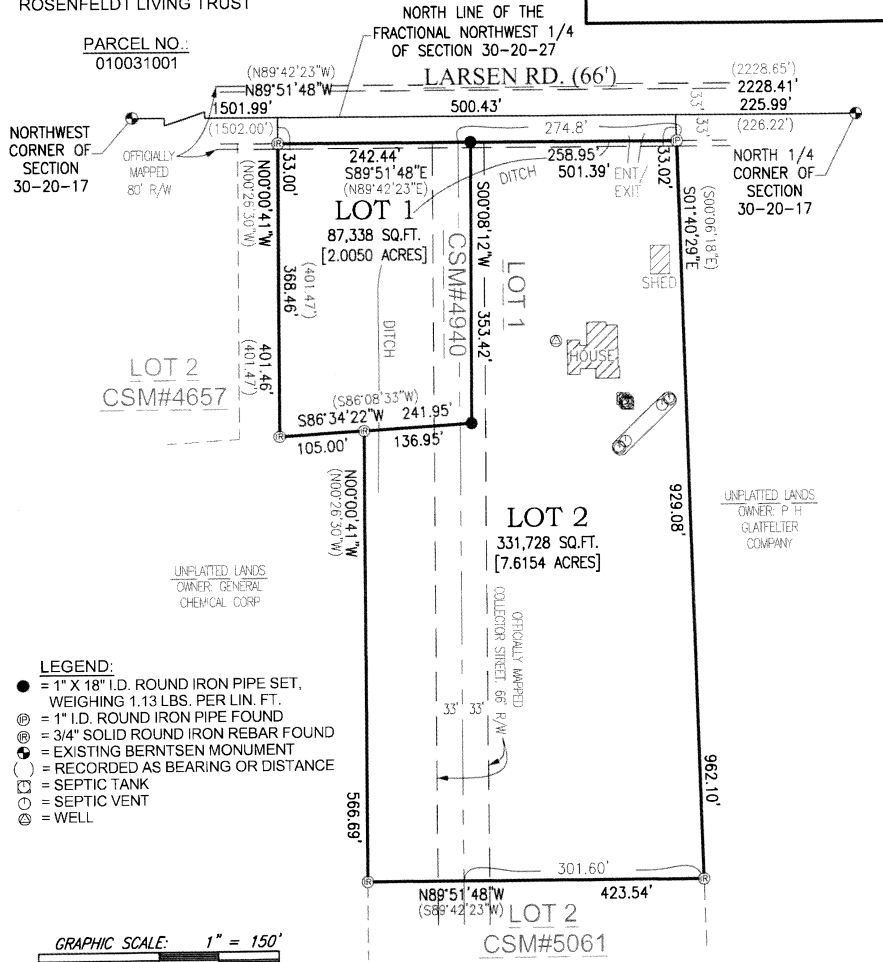 ROSENFELDT LIVING TRUST
PARCEL NO.:
010031001
NORTH LINE OF THE
FRACTIONAL NORTHWEST 1/4
OF SECTION 30-20-27
(N89°42'23"W)
N89°51'48"W
LARSEN RD. (66')
(2228.65')
2228.41'
1501.99'
500.43'
225.99'
(1502.00')
274.8'
33'
33'
(226.22')
NORTHWEST
CORNER OF
SECTION
30-20-17
OFFICIALLY
MAPPED
80' R/W
NORTH 1/4
CORNER OF
SECTION
30-20-17
33.00'
242.44'
S89°51'48"E
(N89°42'23"E)
258.95'
501.39'
33.02'
DITCH
ENT/
EXIT
N00°00'41"W
(N00°26'30"W)
LOT 1
87,338 SQ.FT.
[2.0050 ACRES]
S00°08'12"W
S01°40'29"E
(S00°06'18"E)
CSM#4940
LOT 1
SHED
368.46'
(401.47')
353.42'
DITCH
HOUSE
401.46'
(401.47')
LOT 2
CSM#4657
(S86°08'33"W)
S86°34'22"W
241.95'
105.00'
136.95'
N00°00'41"W
(N00°26'30"W)
929.08'
UNPLATTED LANDS
OWNER: P H
GLATFELTER
COMPANY
LOT 2
331,728 SQ.FT.
[7.6154 ACRES]
UNPLATTED LANDS
OWNER: GENERAL
CHEMICAL CORP
OFFICIALLY MAPPED
COLLECTOR STREET, 66' R/W
33'
33'
LEGEND:
= 1" X 18" I.D. ROUND IRON PIPE SET,
WEIGHING 1.13 LBS. PER LIN. FT.
IP = 1" I.D. ROUND IRON PIPE FOUND
IR = 3/4" SOLID ROUND IRON REBAR FOUND
= EXISTING BERNTSEN MONUMENT
( ) = RECORDED AS BEARING OR DISTANCE
= SEPTIC TANK
= SEPTIC VENT
= WELL
566.69'
962.10'
301.60'
N89°51'48"W
(S89°42'23"W)
423.54'
LOT 2
CSM#5061
GRAPHIC SCALE: 1" = 150'